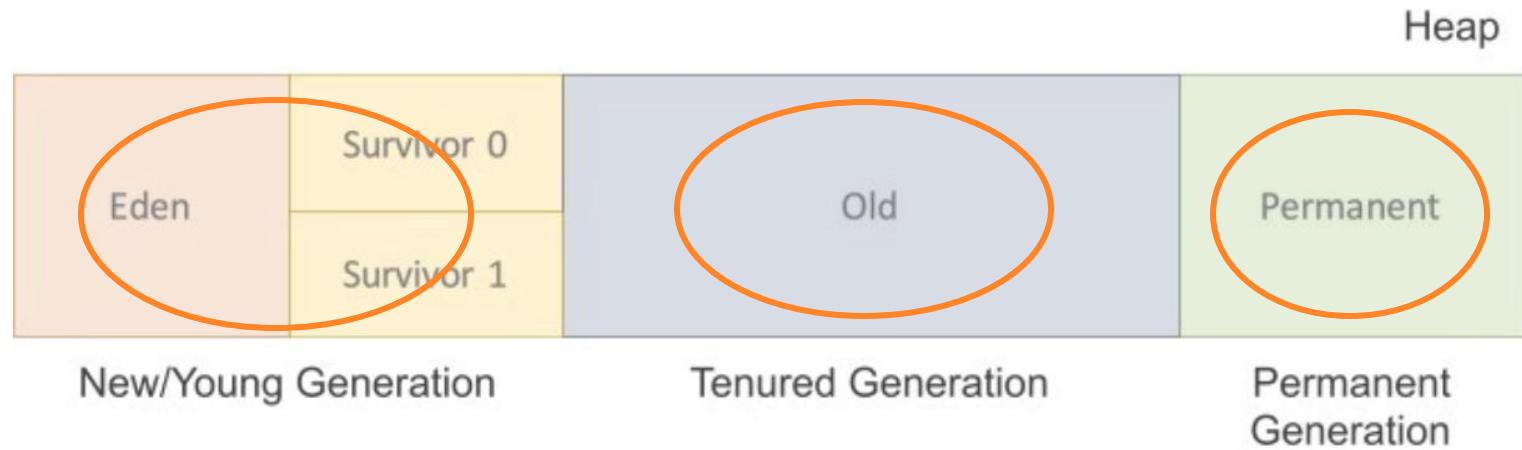 Heap
Eden
Survivor 0
Survivor 1
Old
Permanent
New/Young Generation
Tenured Generation
Permanent
Generation